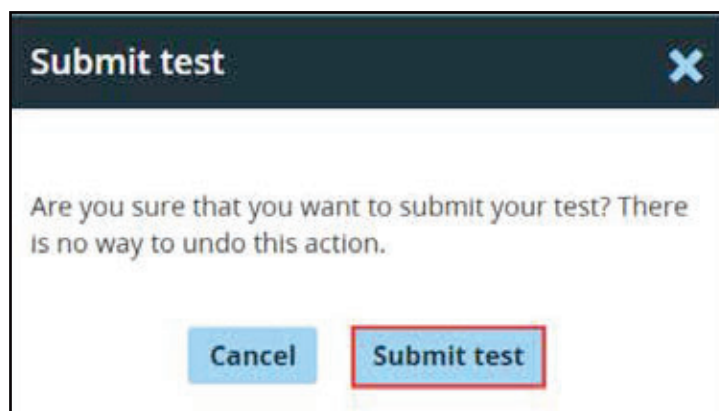 Submit test
Are you sure that you want to submit your test? There
is no way to undo this action.
Cancel Submit test